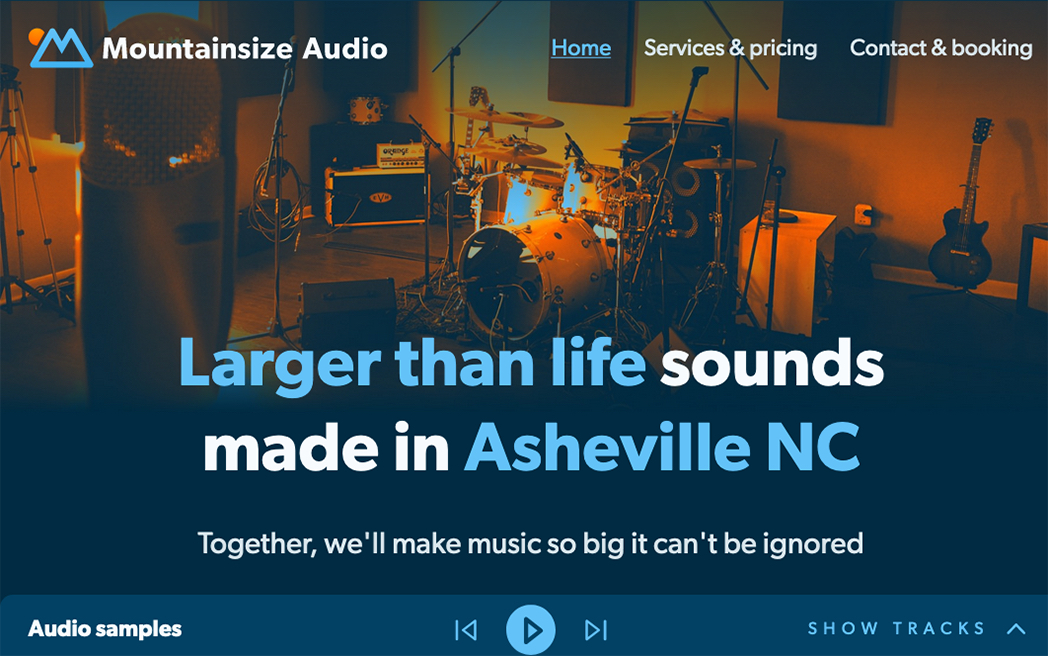 Mountainsize Audio
Home Services & pricing Contact & booking
ORANGE
EVH
Larger than life sounds
made in Asheville NC
Together, we'll make music so big it can't be ignored
Audio samples SHOW TRACKS